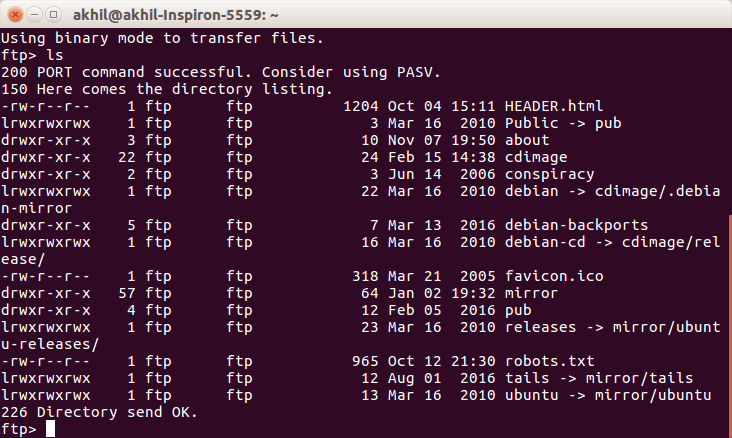 akhil@akhil-Inspiron-5559: ~
Using binary mode to transfer files.
ftp> ls
200 PORT command successful. Consider using PASV.
150 Here comes the directory listing.
-rw-r--r--    1 ftp      ftp          1204 Oct 04 15:11 HEADER.html
lrwxrwxrwx    1 ftp      ftp             3 Mar 16  2010 Public -> pub
drwxr-xr-x    3 ftp      ftp            10 Nov 07 19:50 about
drwxr-xr-x   22 ftp      ftp            24 Feb 15 14:38 cdimage
drwxr-xr-x    2 ftp      ftp             3 Jun 14  2006 conspiracy
lrwxrwxrwx    1 ftp      ftp            22 Mar 16  2010 debian -> cdimage/.debia
n-mirror
drwxr-xr-x    5 ftp      ftp             7 Mar 13  2016 debian-backports
lrwxrwxrwx    1 ftp      ftp            16 Mar 16  2010 debian-cd -> cdimage/rel
ease/
-rw-r--r--    1 ftp      ftp           318 Mar 21  2005 favicon.ico
drwxr-xr-x   57 ftp      ftp            64 Jan 02 19:32 mirror
drwxr-xr-x    4 ftp      ftp            12 Feb 05  2016 pub
lrwxrwxrwx    1 ftp      ftp            23 Mar 16  2010 releases -> mirror/ubunt
u-releases/
-rw-r--r--    1 ftp      ftp           965 Oct 12 21:30 robots.txt
lrwxrwxrwx    1 ftp      ftp            12 Aug 01  2016 tails -> mirror/tails
lrwxrwxrwx    1 ftp      ftp            13 Mar 16  2010 ubuntu -> mirror/ubuntu
226 Directory send OK.
ftp>